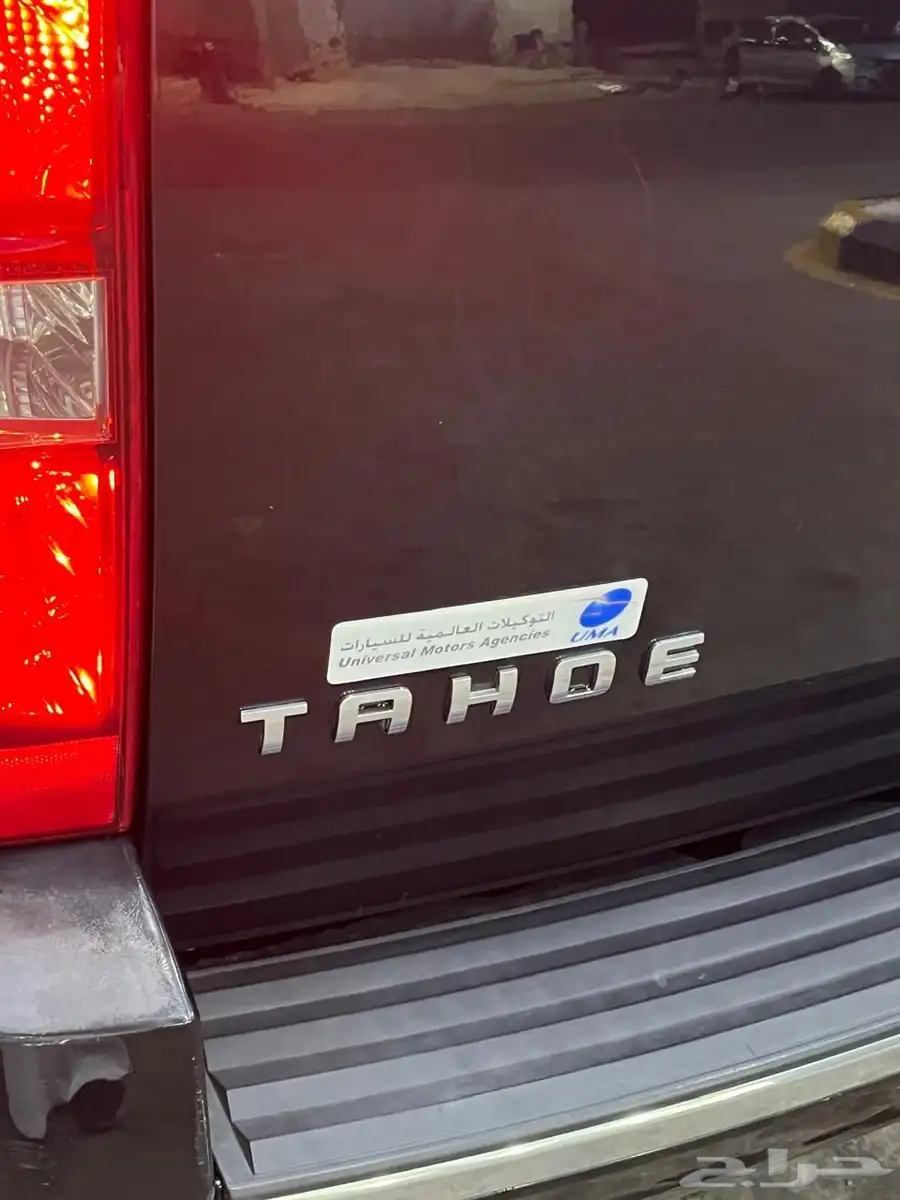 التوكيلات العالمية للسيارات
Universal Motors Agencies
UMA
TAHOE
حراج